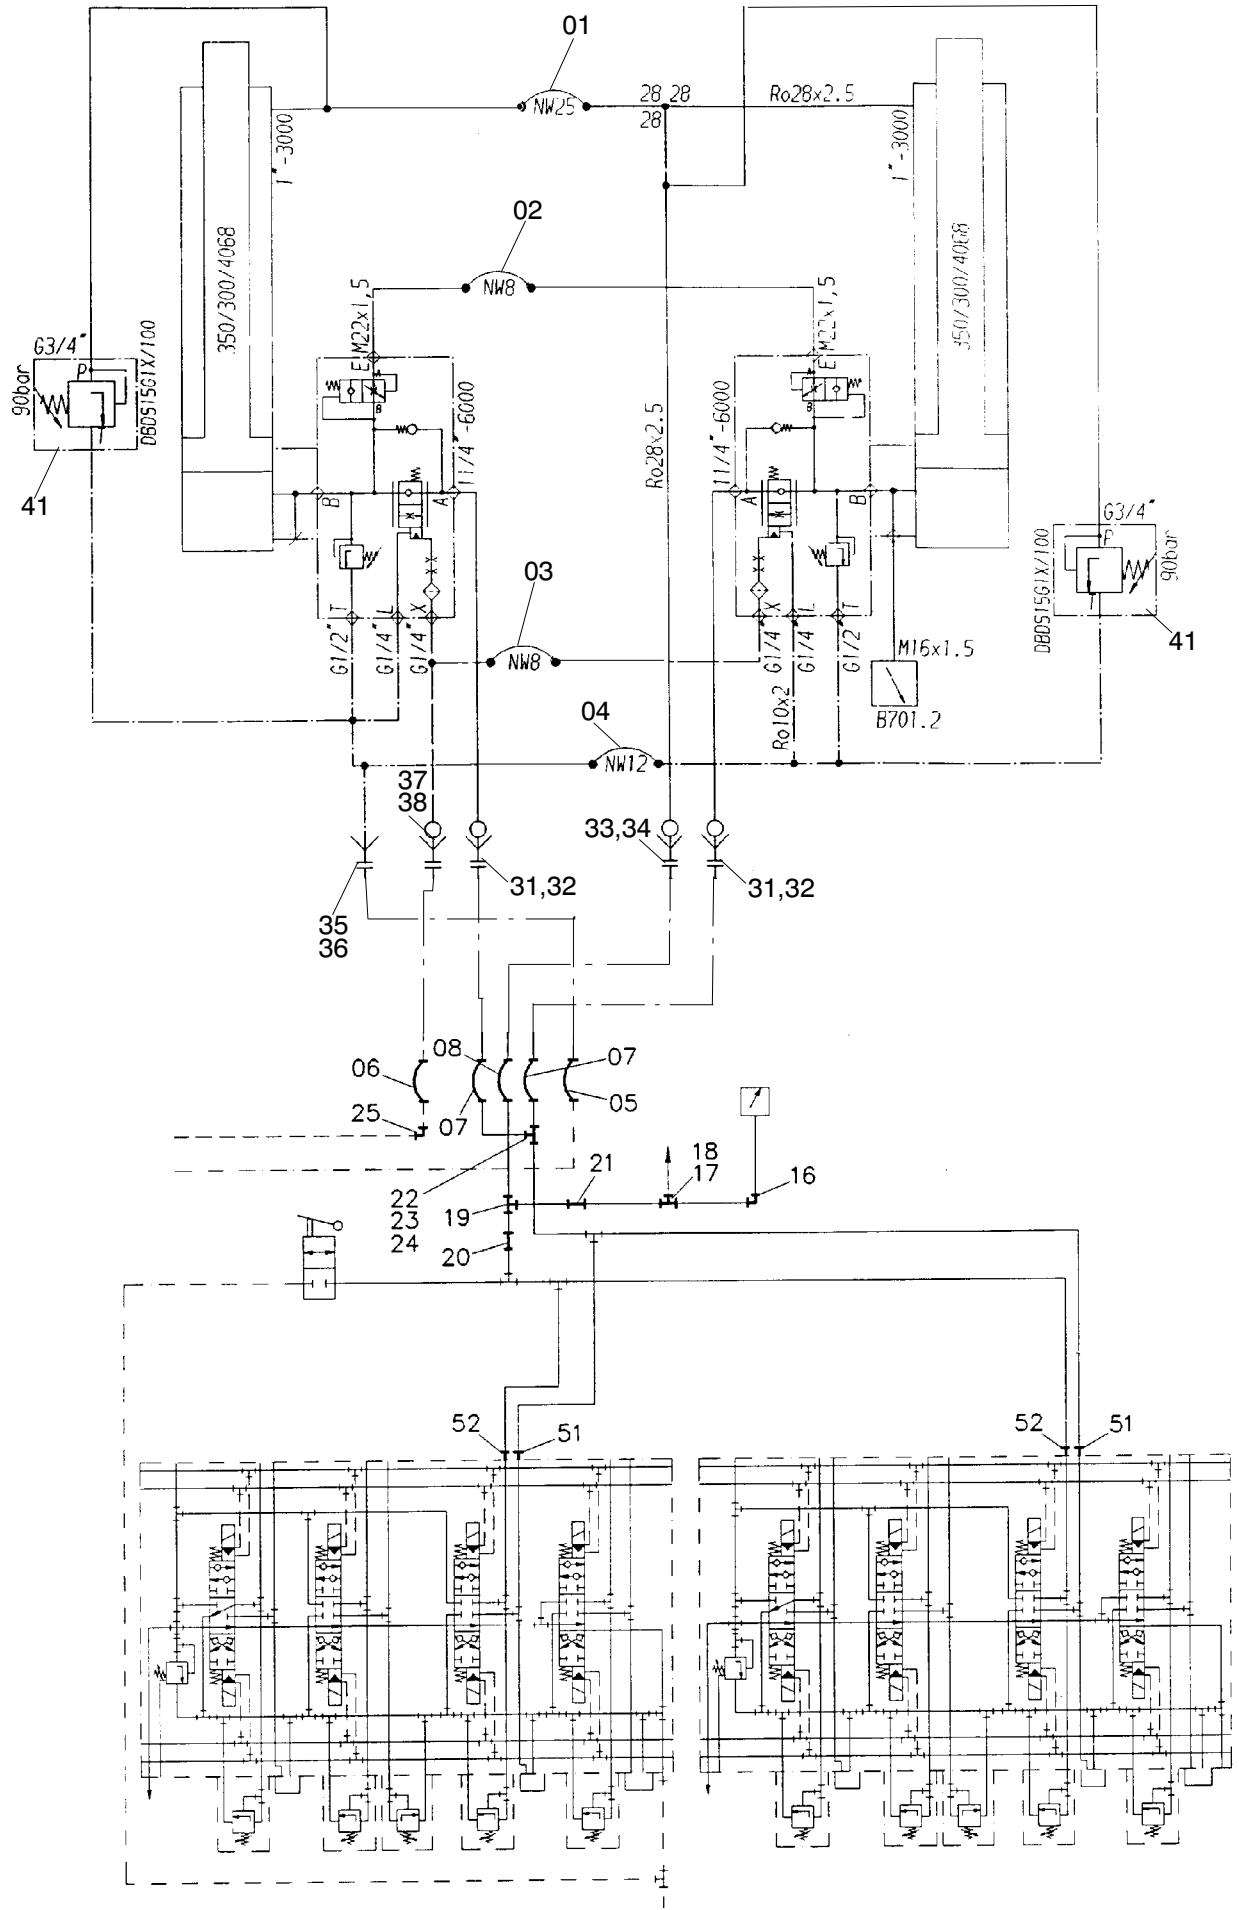 01
NW25
28 28
28
Ro28x2.5
1"-3000
1"-3000
350/300/4068
350/300/4068
02
NW8
E M22x1,5
E M22x1,5
G3/4"
P
90bar
DBDS15G1X/100
41
A
B
11/4"-6000
B
A
T
L
X
G1/2"
G1/4"
G1/4"
Ro28x2.5
A
B
11/4"-6000
A
B
X
L
T
G1/4
G1/4
G1/2
G3/4"
P
90bar
DBDS15G1X/100
41
03
NW8
M16x1.5
B701.2
Ro10x2
04
NW12
37
38
33,34
31,32
31,32
35
36
06
08
07
07
05
25
18
17
21
16
22
23
24
19
20
52
51
52
51